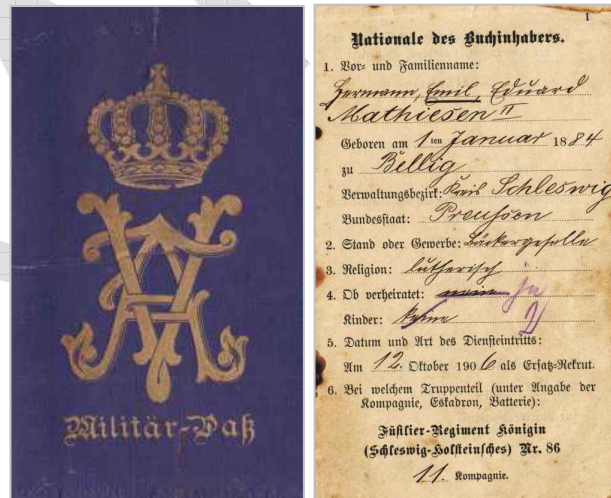 Militär-Paß
1
Nationale des Buchinhabers.
1. Vor- und Familienname:
Hermann, Emil, Eduard
Mathiesen II
Geboren am 1ten Januar 1884
zu Bellig
Verwaltungsbezirk: Kreis Schleswig
Bundesstaat: Preußen
2. Stand oder Gewerbe: Bäckergeselle
3. Religion: lutherisch
4. Ob verheiratet: nein ja
Kinder: keine 2
5. Datum und Art des Diensteintritts:
Am 12. Oktober 1906 als Ersatz-Rekrut.
6. Bei welchem Truppenteil (unter Angabe der
Kompagnie, Eskadron, Batterie):
Füsilier-Regiment Königin
(Schleswig-Holsteinsches) Nr. 86
11. Kompagnie.